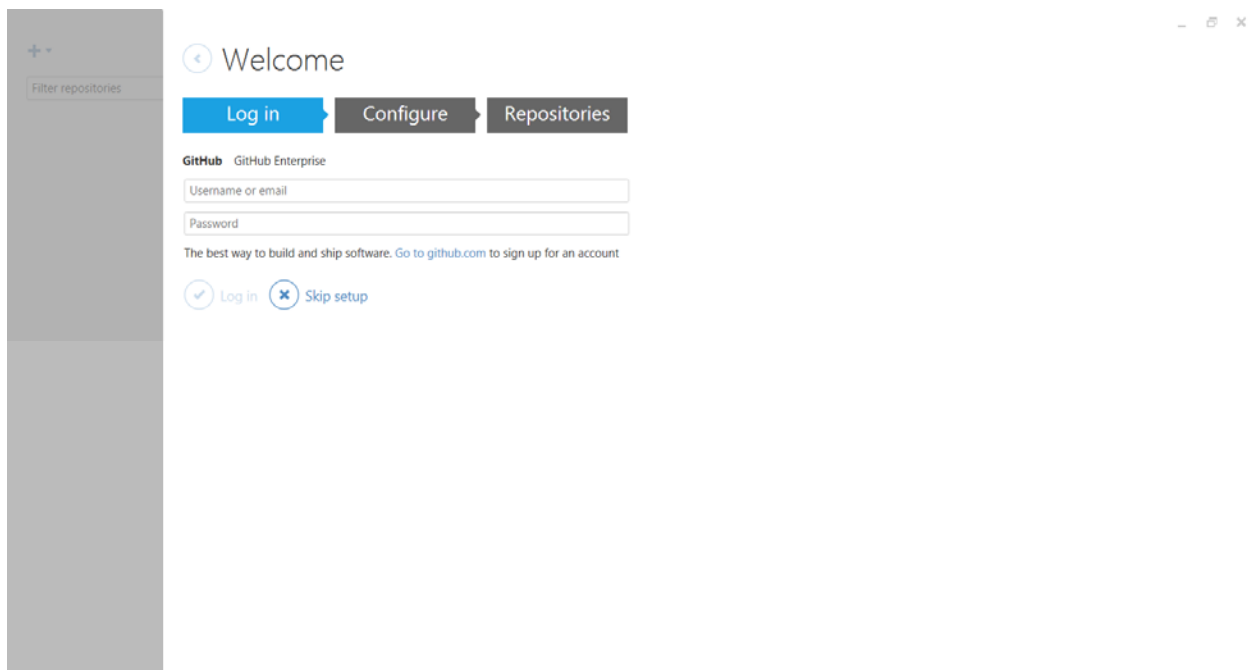 Filter repositories
Welcome
Log in Configure Repositories
GitHub GitHub Enterprise
Username or email
Password
The best way to build and ship software. Go to github.com to sign up for an account
Log in Skip setup